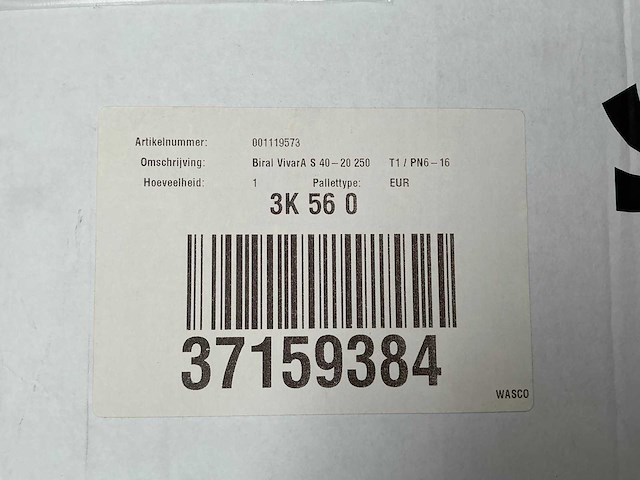 Artikelnummer: 001119573
Omschrijving: Biral VivarA S 40-20 250 T1 / PN6-16
Hoeveelheid: 1 Pallettype: EUR
3K 56 0
37159384
WASCO